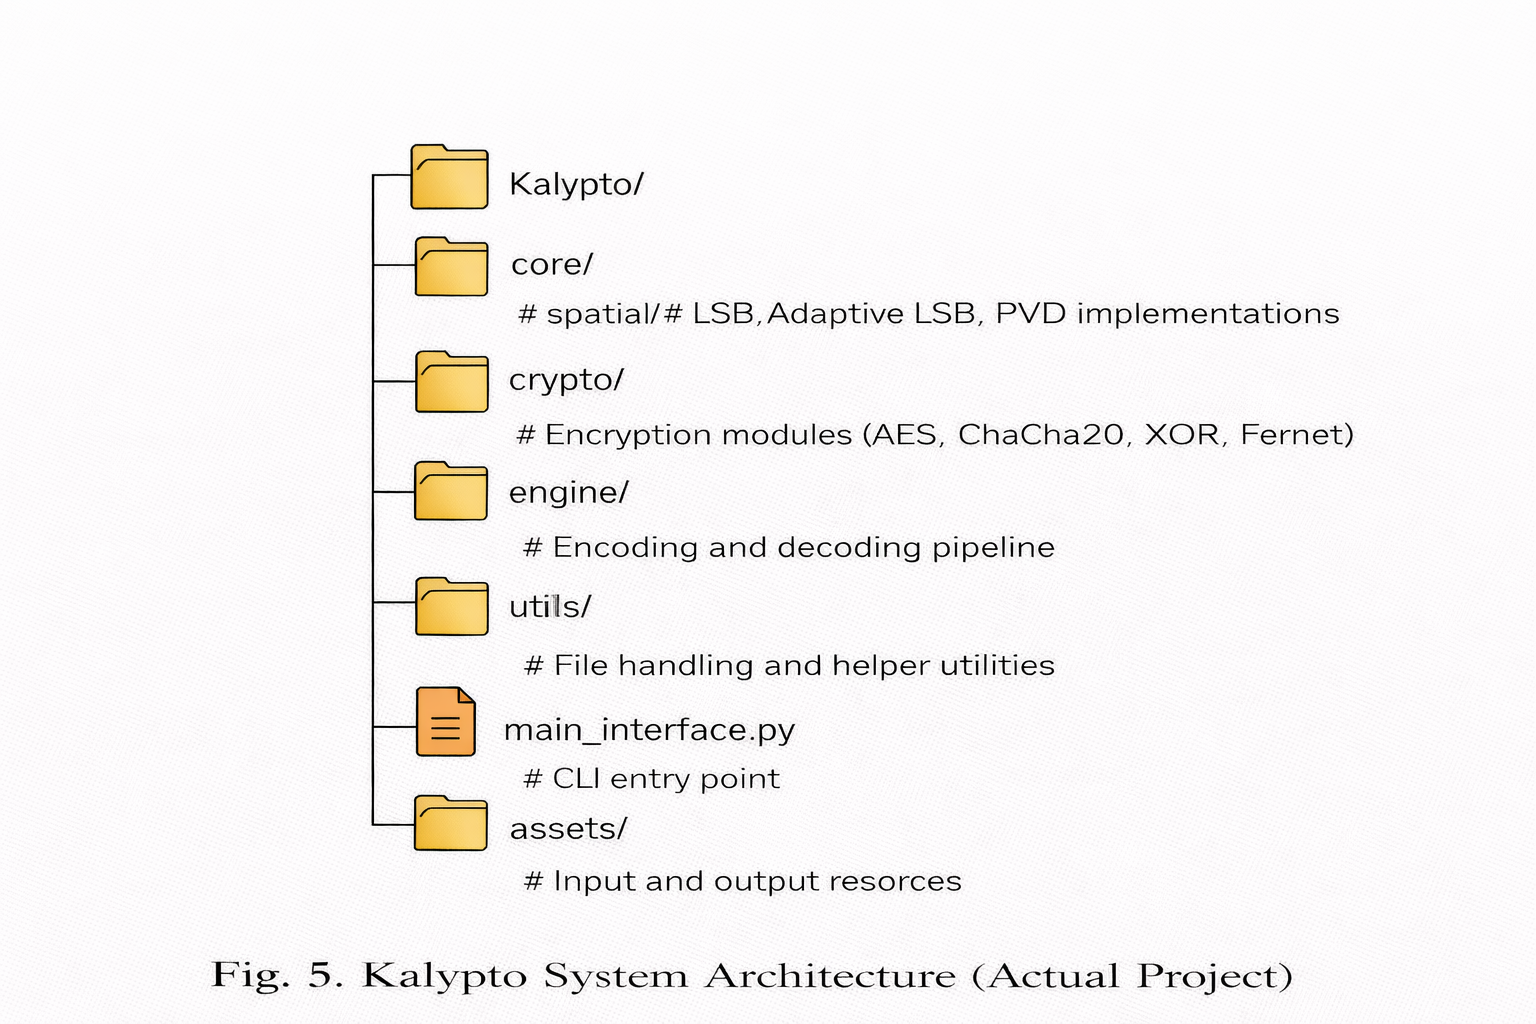 Kalypto/
core/
# spatial/# LSB, Adaptive LSB, PVD implementations
crypto/
# Encryption modules (AES, ChaCha20, XOR, Fernet)
engine/
# Encoding and decoding pipeline
utils/
# File handling and helper utilities
main_interface.py
# CLI entry point
assets/
# Input and output resorces
Fig. 5. Kalypto System Architecture (Actual Project)